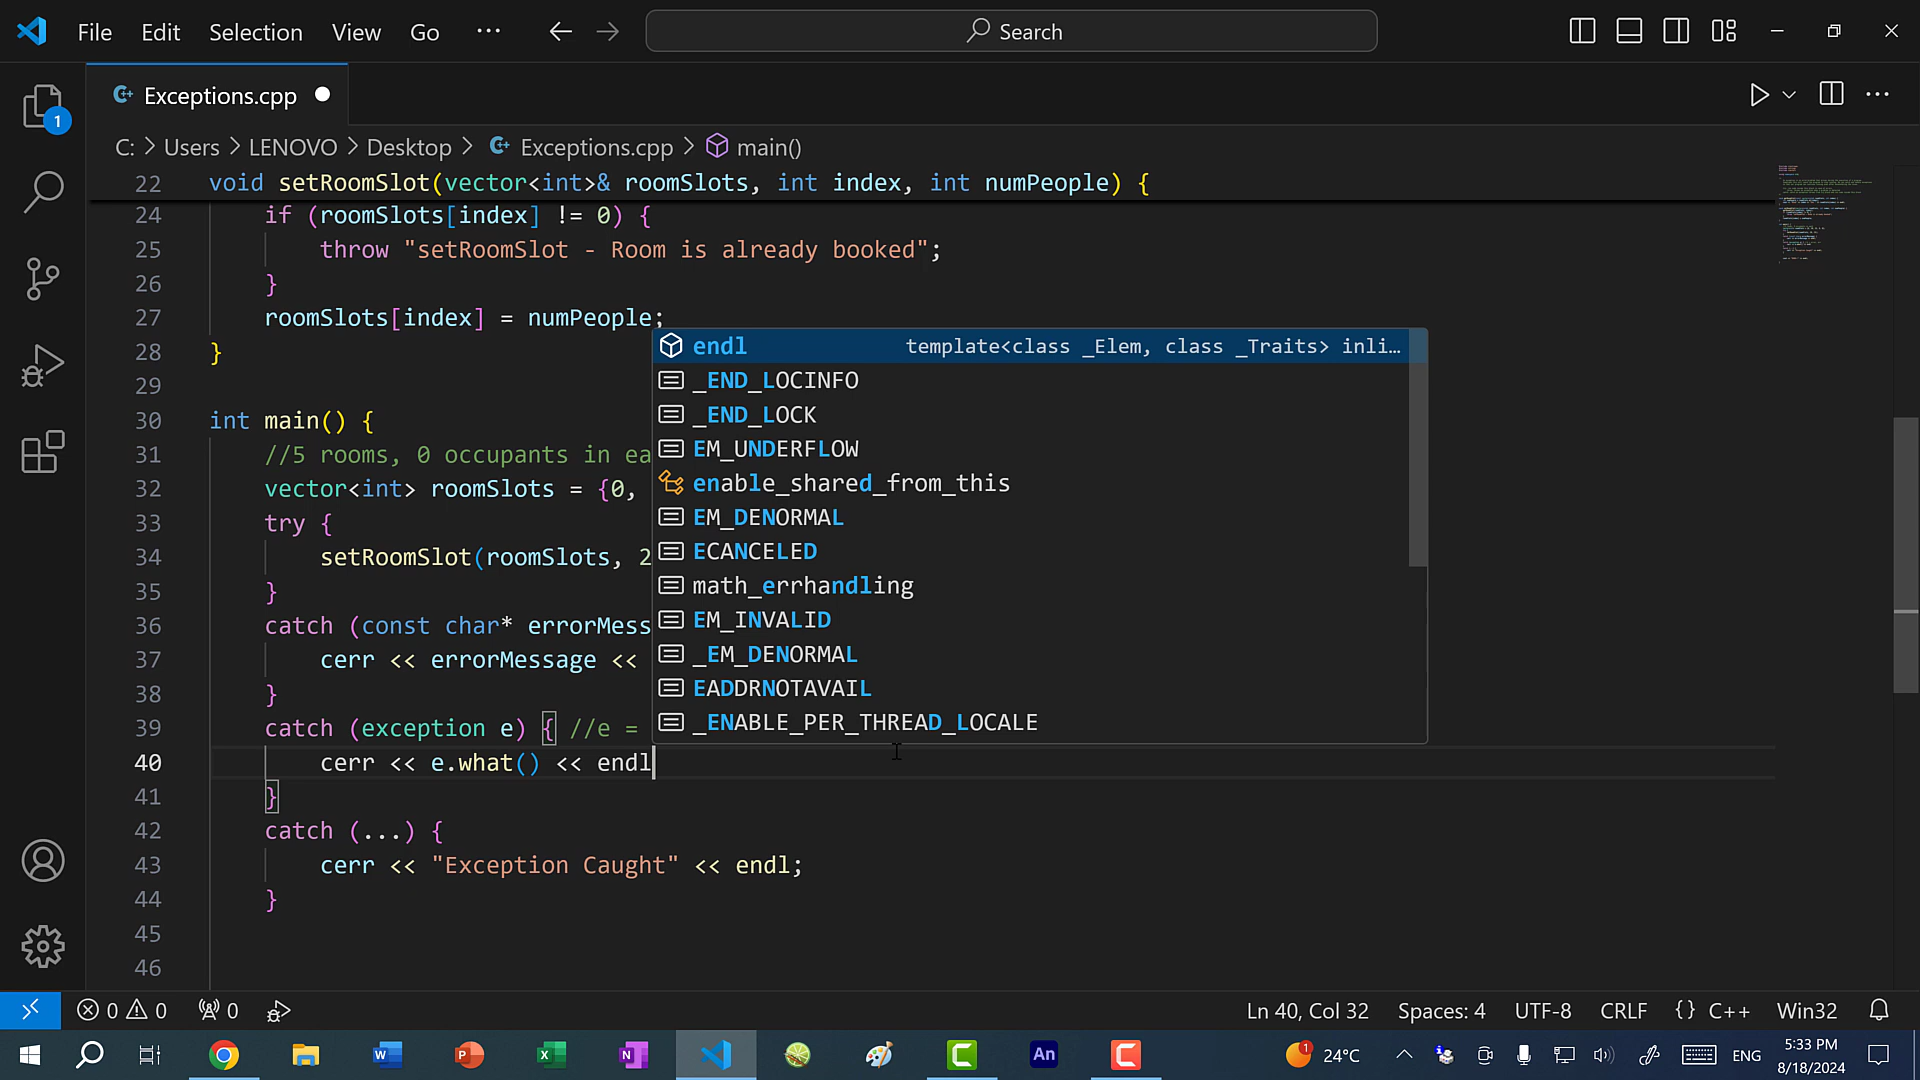 File Edit Selection View Go ··· Search
Exceptions.cpp
1
C: > Users > LENOVO > Desktop > Exceptions.cpp > main()
22 void setRoomSlot(vector<int>& roomSlots, int index, int numPeople) {
24 if (roomSlots[index] != 0) {
25 throw "setRoomSlot - Room is already booked";
26 }
27 roomSlots[index] = numPeople;
28 }
29
30 int main() {
31 //5 rooms, 0 occupants in ea
32 vector<int> roomSlots = {0,
33 try {
34 setRoomSlot(roomSlots, 2
35 }
36 catch (const char* errorMess
37 cerr << errorMessage <<
38 }
39 catch (exception e) { //e =
40 cerr << e.what() << endl
41 }
42 catch (...) {
43 cerr << "Exception Caught" << endl;
44 }
45
46
endl template<class _Elem, class _Traits> inli…
_END_LOCINFO
_END_LOCK
EM_UNDERFLOW
enable_shared_from_this
EM_DENORMAL
ECANCELED
math_errhandling
EM_INVALID
_EM_DENORMAL
EADDRNOTAVAIL
_ENABLE_PER_THREAD_LOCALE
0 0 0 Ln 40, Col 32 Spaces: 4 UTF-8 CRLF {} C++ Win32
W P X N An 1 24°C ENG 5:33 PM
8/18/2024